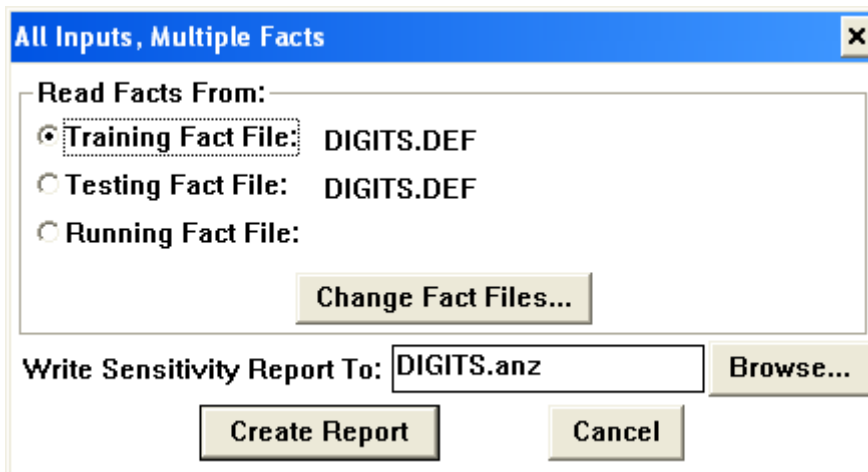 All Inputs, Multiple Facts
Read Facts From:
Training Fact File: DIGITS.DEF
Testing Fact File: DIGITS.DEF
Running Fact File:
Change Fact Files...
Write Sensitivity Report To: DIGITS.anz Browse...
Create Report Cancel